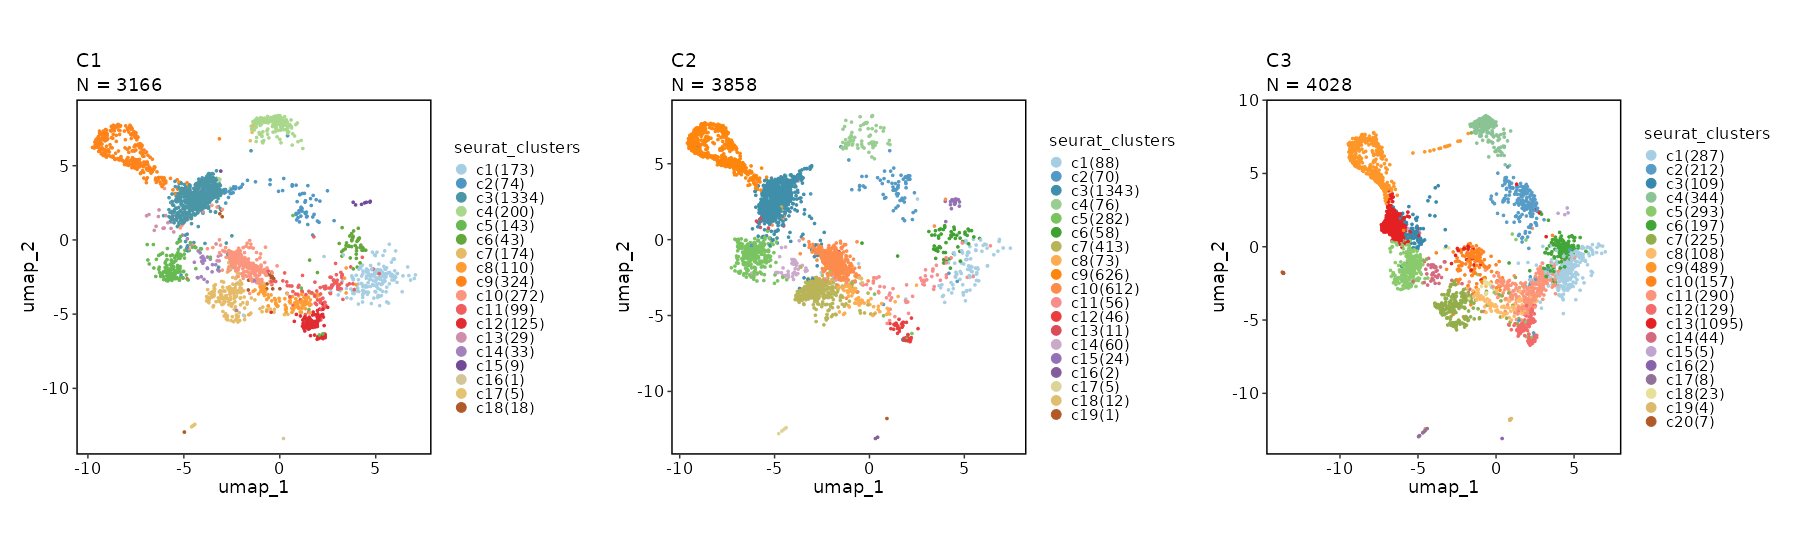 C1
N = 3166
5
0
-5
-10
-10
-5
0
5
umap_1
umap_2
seurat_clusters
c1(173)
c2(74)
c3(1334)
c4(200)
c5(143)
c6(43)
c7(174)
c8(110)
c9(324)
c10(272)
c11(99)
c12(125)
c13(29)
c14(33)
c15(9)
c16(1)
c17(5)
c18(18)
C2
N = 3858
5
0
-5
-10
-10
-5
0
5
umap_1
umap_2
seurat_clusters
c1(88)
c2(70)
c3(1343)
c4(76)
c5(282)
c6(58)
c7(413)
c8(73)
c9(626)
c10(612)
c11(56)
c12(46)
c13(11)
c14(60)
c15(24)
c16(2)
c17(5)
c18(12)
c19(1)
C3
N = 4028
10
5
0
-5
-10
-10
-5
0
5
umap_1
umap_2
seurat_clusters
c1(287)
c2(212)
c3(109)
c4(344)
c5(293)
c6(197)
c7(225)
c8(108)
c9(489)
c10(157)
c11(290)
c12(129)
c13(1095)
c14(44)
c15(5)
c16(2)
c17(8)
c18(23)
c19(4)
c20(7)